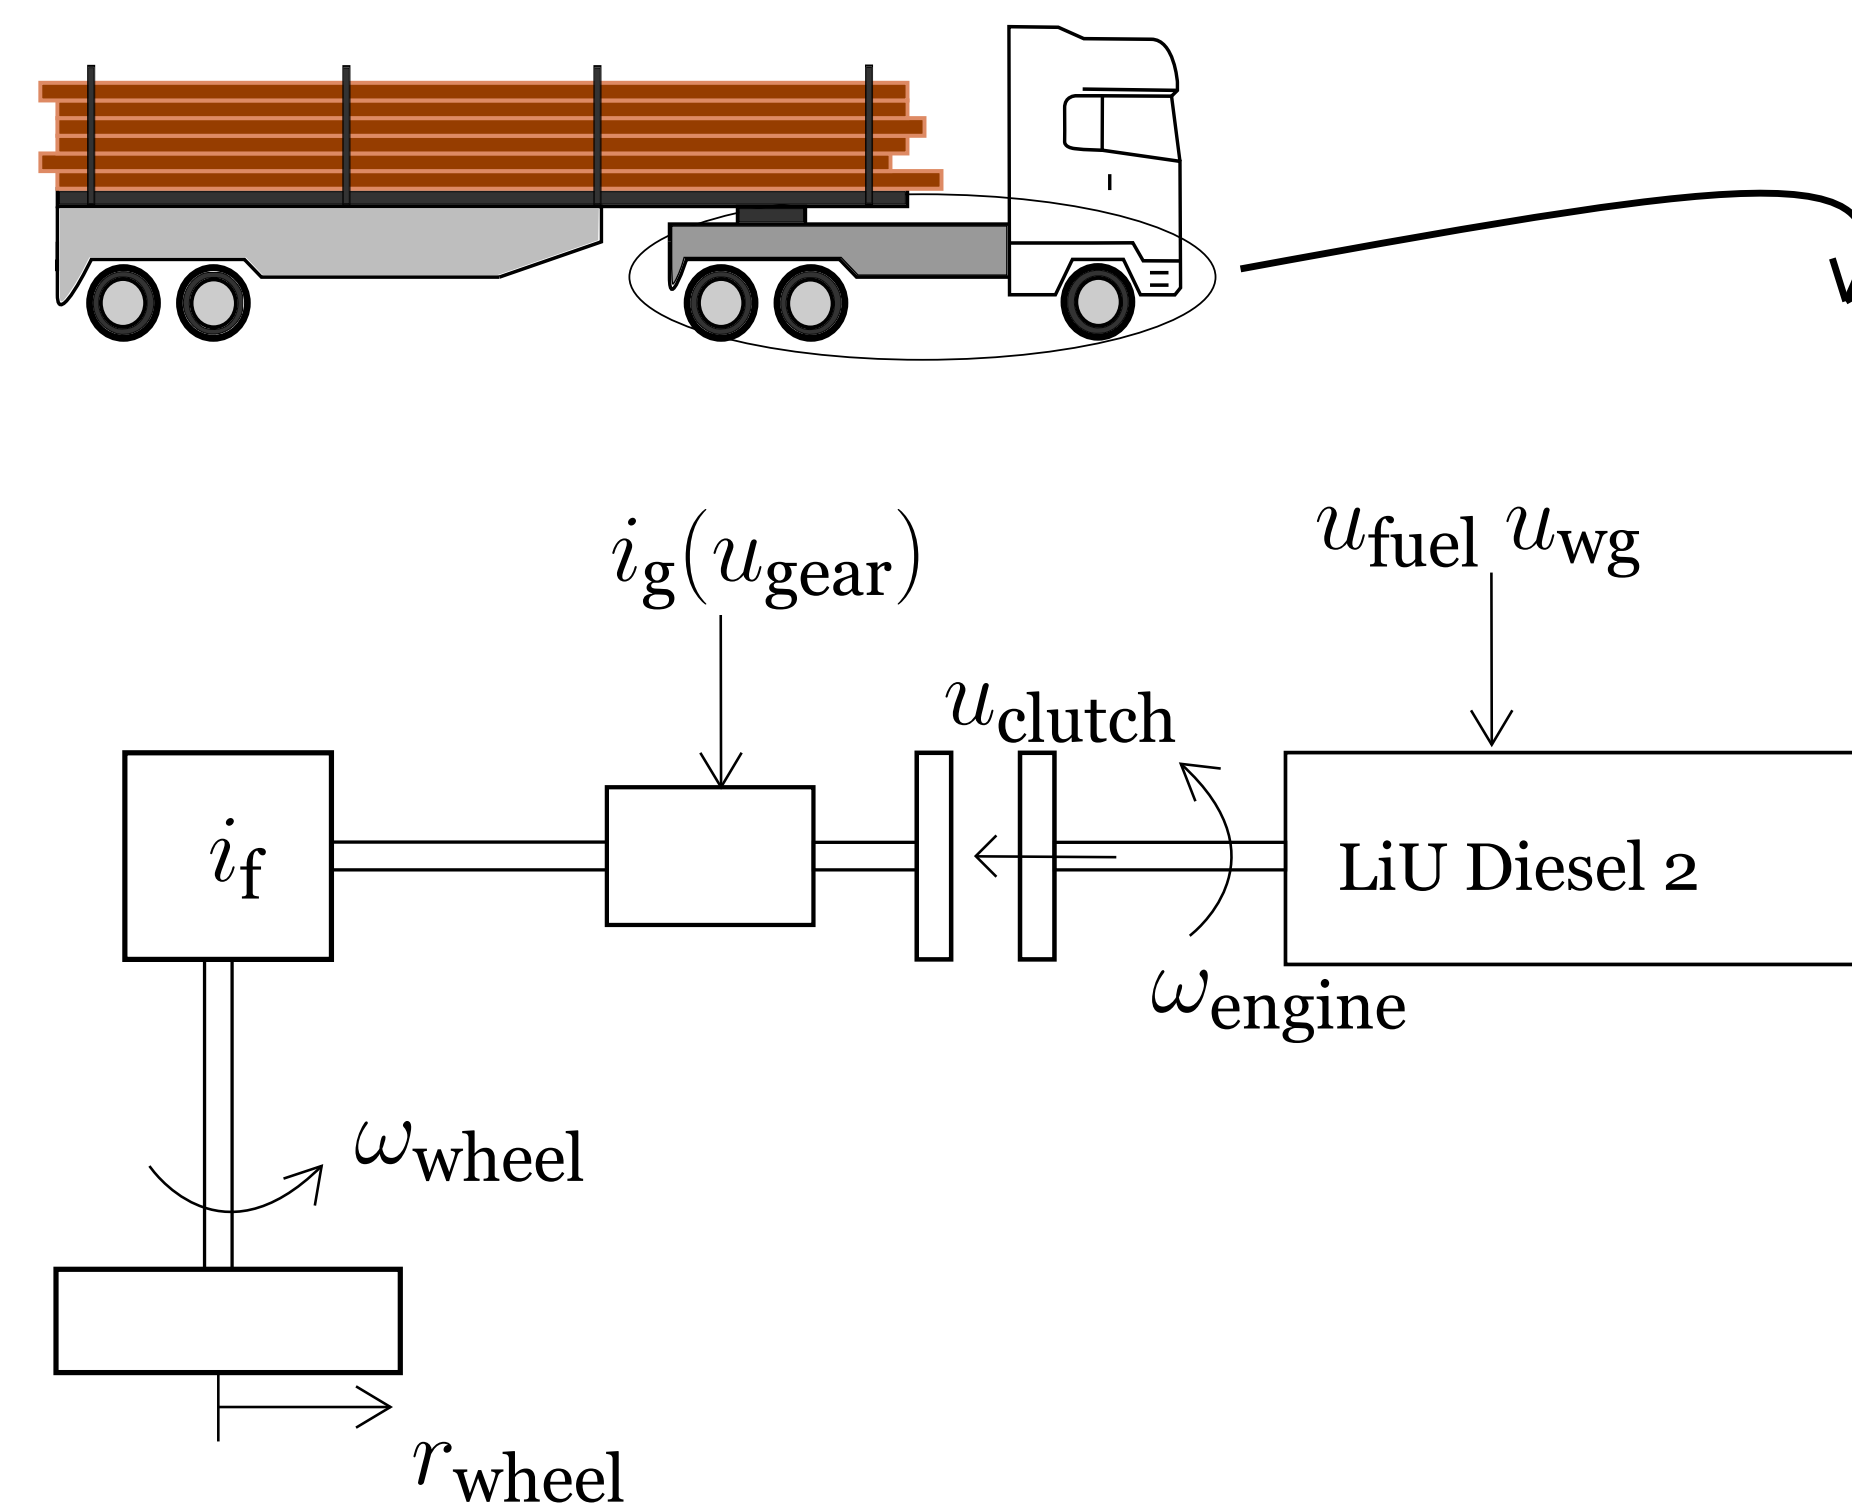 i_g(u_gear)
u_fuel u_wg
u_clutch
i_f
LiU Diesel 2
ω_engine
ω_wheel
r_wheel